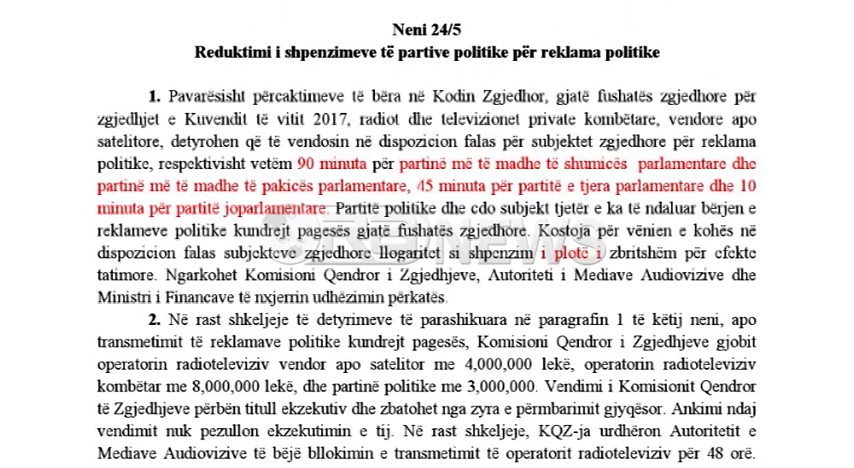 Neni 24/5
Reduktimi i shpenzimeve të partive politike për reklama politike
1. Pavarësisht përcaktimeve të bëra në Kodin Zgjedhor, gjatë fushatës zgjedhore për
zgjedhjet e Kuvendit të vitit 2017, radiot dhe televizionet private kombëtare, vendore apo
satelitore, detyrohen që të vendosin në dispozicion falas për subjektet zgjedhore për reklama
politike, respektivisht vetëm 90 minuta për partinë më të madhe të shumicës parlamentare dhe
partinë më të madhe të pakicës parlamentare, 45 minuta për partitë e tjera parlamentare dhe 10
minuta për partitë joparlamentare. Partitë politike dhe cdo subjekt tjetër e ka të ndaluar bërjen e
reklamave politike kundrejt pagesës gjatë fushatës zgjedhore. Kostoja për vënien e kohës në
dispozicion falas subjekteve zgjedhore llogaritet si shpenzim i plotë i zbritshëm për efekte
tatimore. Ngarkohet Komisioni Qendror i Zgjedhjeve, Autoriteti i Mediave Audiovizive dhe
Ministri i Financave të nxjerrin udhëzimin përkatës.
2. Në rast shkeljeje të detyrimeve të parashikuara në paragrafin 1 të këtij neni, apo
transmetimit të reklamave politike kundrejt pagesës, Komisioni Qendror i Zgjedhjeve gjobit
operatorin radioteleviziv vendor apo satelitor me 4,000,000 lekë, operatorin radioteleviziv
kombëtar me 8,000,000 lekë, dhe partinë politike me 3,000,000. Vendimi i Komisionit Qendror
të Zgjedhjeve përbën titull ekzekutiv dhe zbatohet nga zyra e përmbarimit gjyqësor. Ankimi ndaj
vendimit nuk pezullon ekzekutimin e tij. Në rast shkeljeje, KQZ-ja urdhëron Autoritetit e
Mediave Audiovizive të bëjë bllokimin e transmetimit të operatorit radioteleviziv për 48 orë.
NEWS